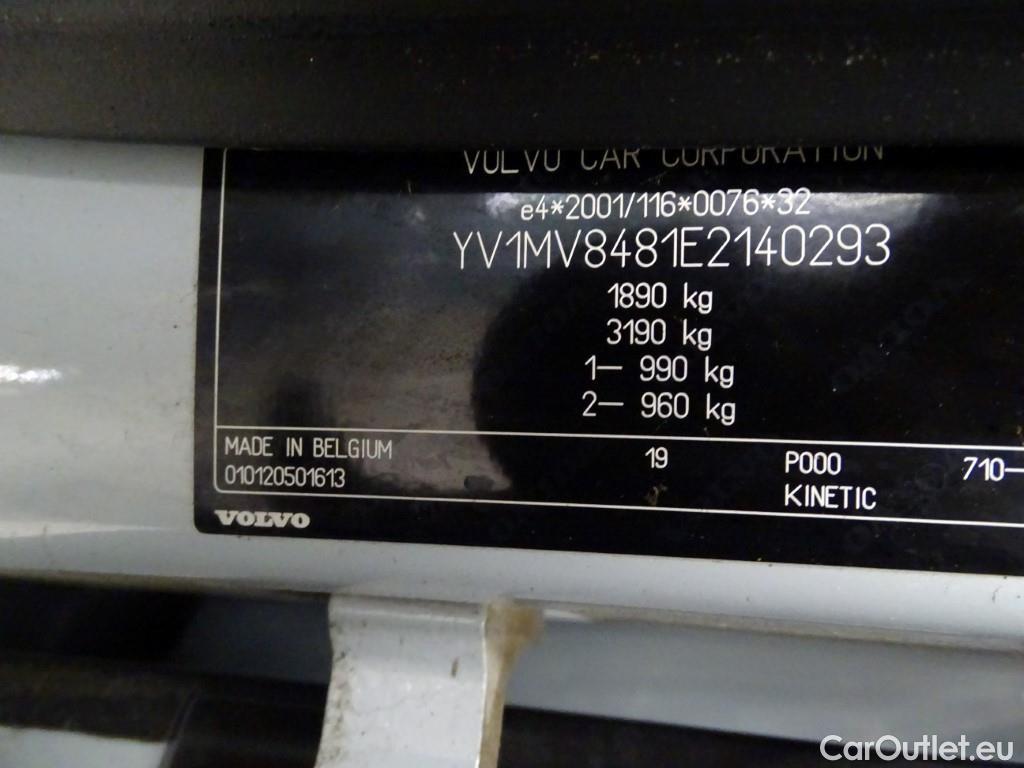 VOLVO CAR CORPORATION
e4*2001/116*0076*32
YV1MV8481E2140293
1890 kg
3190 kg
1— 990 kg
2— 960 kg
MADE IN BELGIUM 19 P000 710—
010120501613 KINETIC
VOLVO
CarOutlet.eu